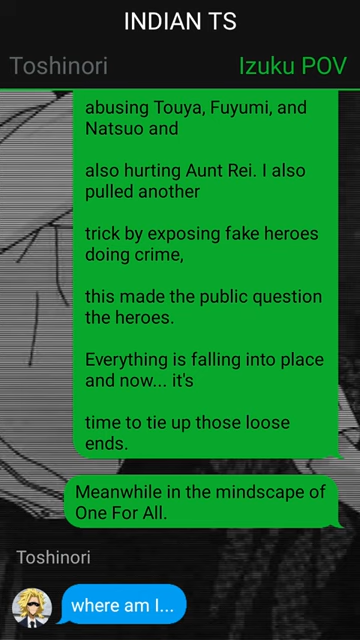 INDIAN TS
Toshinori
Izuku POV
abusing Touya, Fuyumi, and
Natsuo and
also hurting Aunt Rei. I also
pulled another
trick by exposing fake heroes
doing crime,
this made the public question
the heroes.
Everything is falling into place
and now... it's
time to tie up those loose
ends.
Meanwhile in the mindscape of
One For All.
Toshinori
where am I...